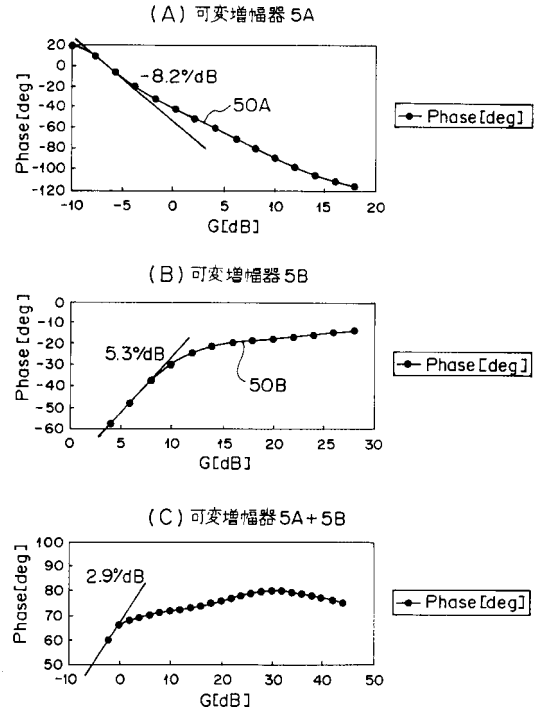 (A) 可変増幅器 5A
Phase[deg]
20
0
-20
-40
-60
-80
-100
-120
-8.2°/dB
50A
Phase[deg]
-10 -5 0 5 10 15 20
G[dB]
(B) 可変増幅器 5B
Phase[deg]
0
-10
-20
-30
-40
-50
-60
5.3°/dB
50B
Phase[deg]
0 5 10 15 20 25 30
G[dB]
(C) 可変増幅器 5A+5B
Phase[deg]
100
90
80
70
60
50
2.9°/dB
Phase[deg]
-10 0 10 20 30 40 50
G[dB]